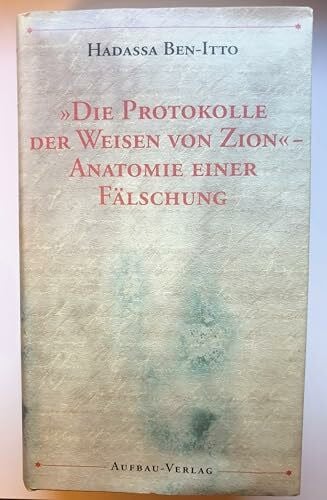 Hadassa Ben-Itto
»Die Protokolle
der Weisen von Zion« –
Anatomie einer
Fälschung
Aufbau-Verlag